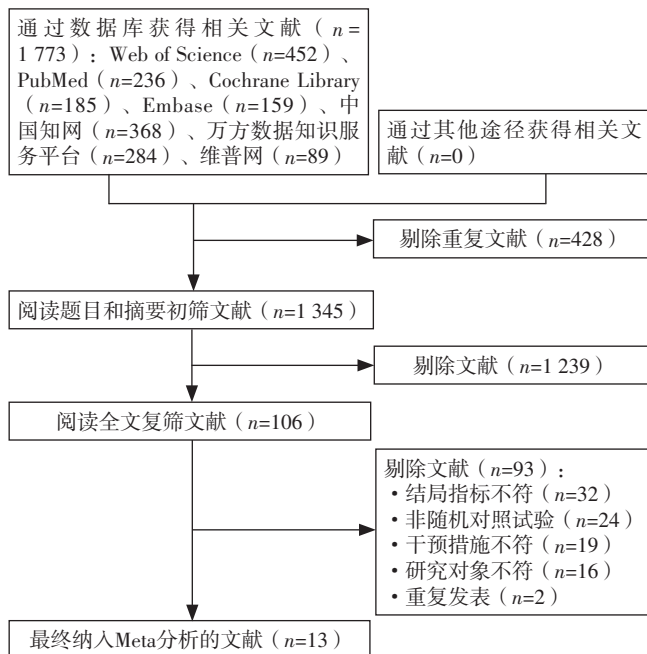 通过数据库获得相关文献（n=
1 773）：Web of Science（n=452）、
PubMed（n=236）、Cochrane Library
（n=185）、Embase（n=159）、中
国知网（n=368）、万方数据知识服
务平台（n=284）、维普网（n=89）
通过其他途径获得相关文
献（n=0）
剔除重复文献（n=428）
阅读题目和摘要初筛文献（n=1 345）
剔除文献（n=1 239）
阅读全文复筛文献（n=106）
剔除文献（n=93）：
・结局指标不符（n=32）
・非随机对照试验（n=24）
・干预措施不符（n=19）
・研究对象不符（n=16）
・重复发表（n=2）
最终纳入Meta分析的文献（n=13）